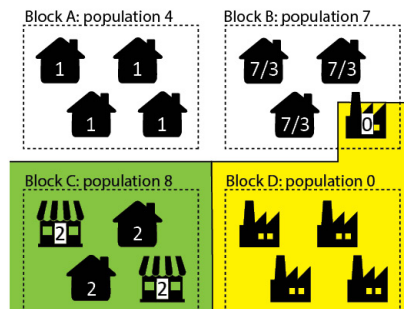 Block A: population 4
1 1
1 1
Block B: population 7
7/3 7/3
7/3 0
Block C: population 8
2 2
2 2
Block D: population 0